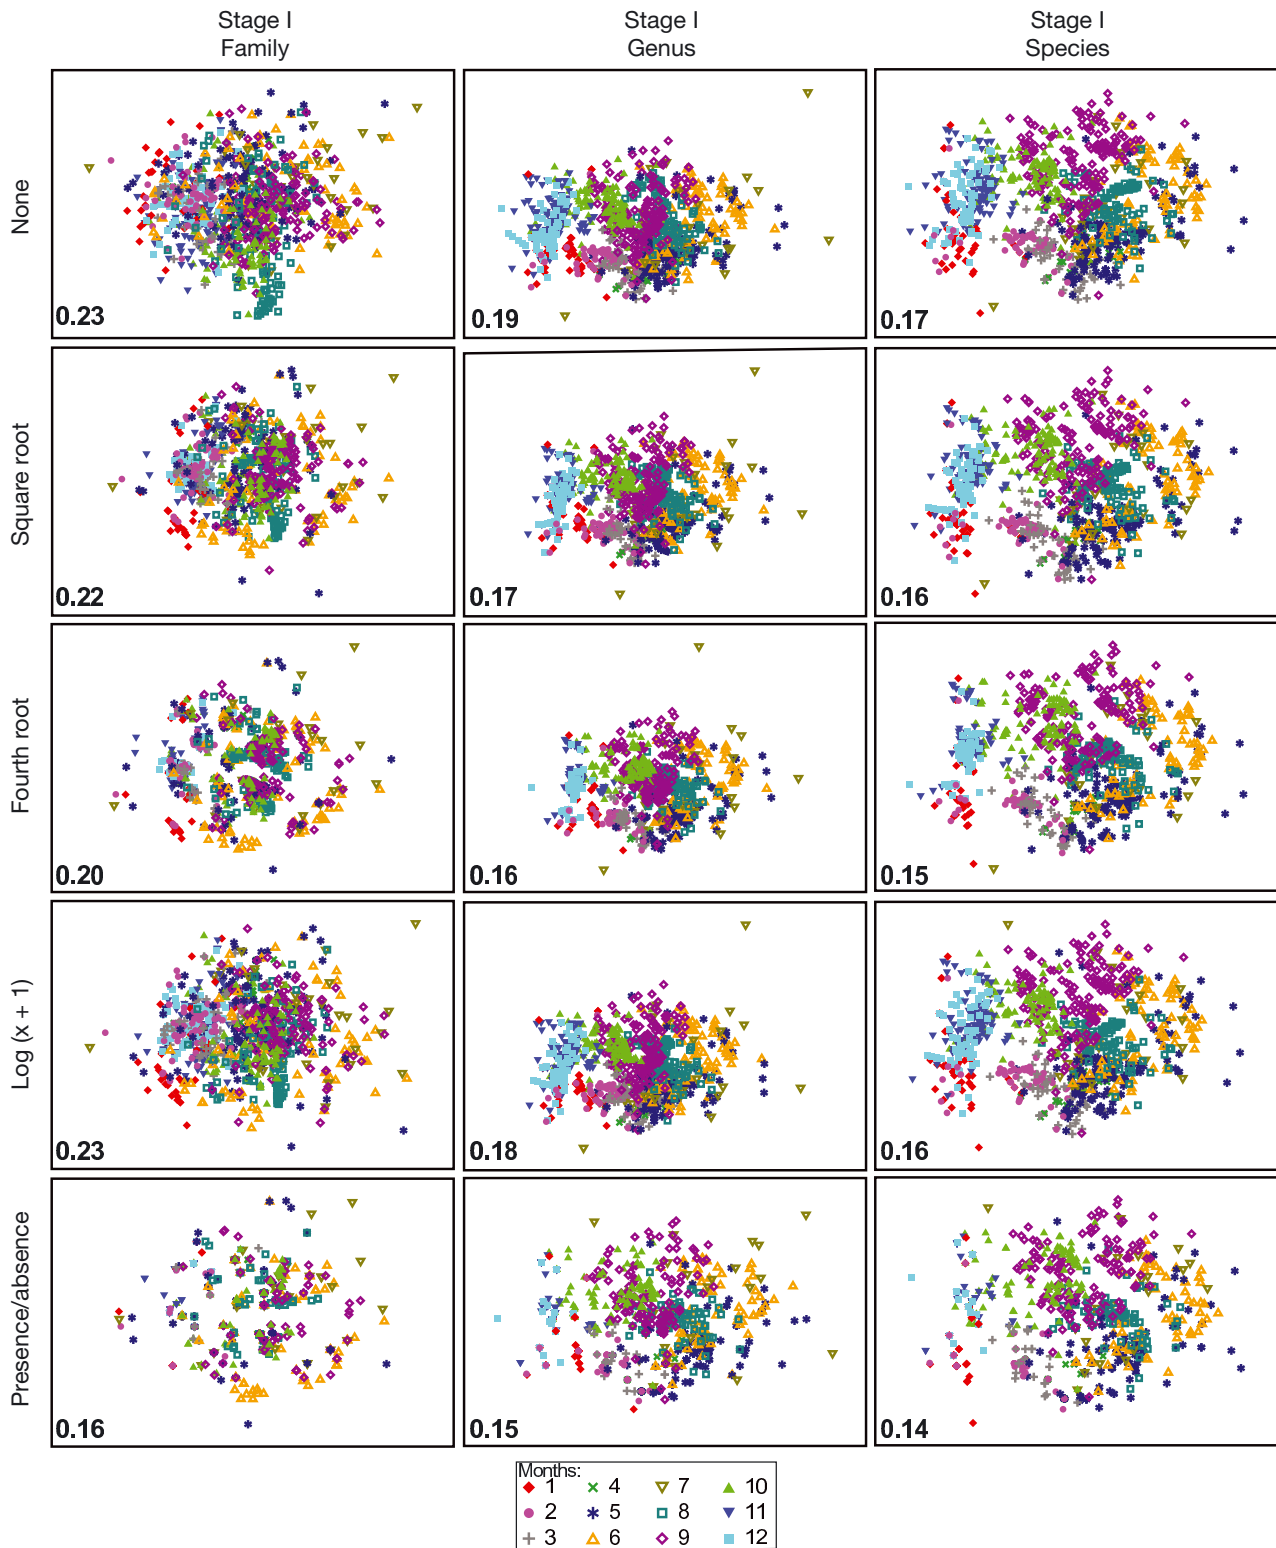 Stage I
Family
Stage I
Genus
Stage I
Species
None
0.23
0.19
0.17
Square root
0.22
0.17
0.16
Fourth root
0.20
0.16
0.15
Log (x + 1)
0.23
0.18
0.16
Presence/absence
0.16
0.15
0.14
Months:
1 4 7 10
2 5 8 11
3 6 9 12